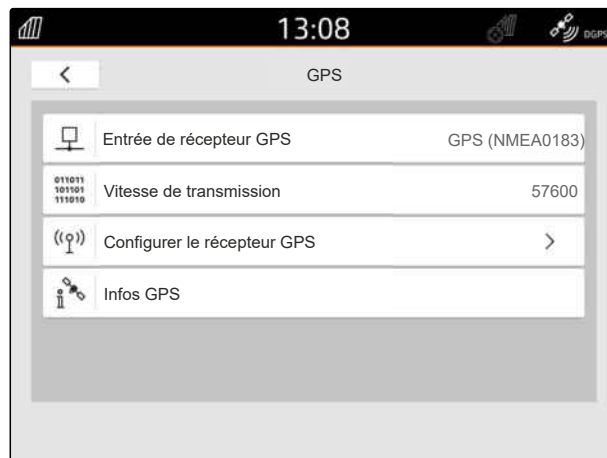 13:08
DGPS
GPS
Entrée de récepteur GPS GPS (NMEA0183)
011011
101101
111010
Vitesse de transmission 57600
Configurer le récepteur GPS
Infos GPS